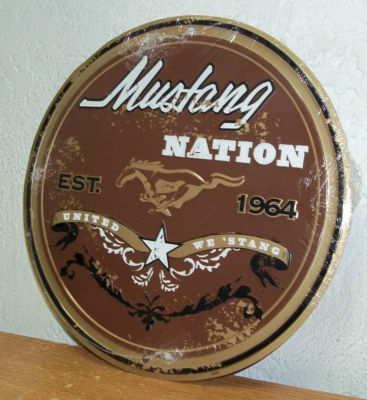 Mustang
NATION
EST. 1964
UNITED WE 'STANG